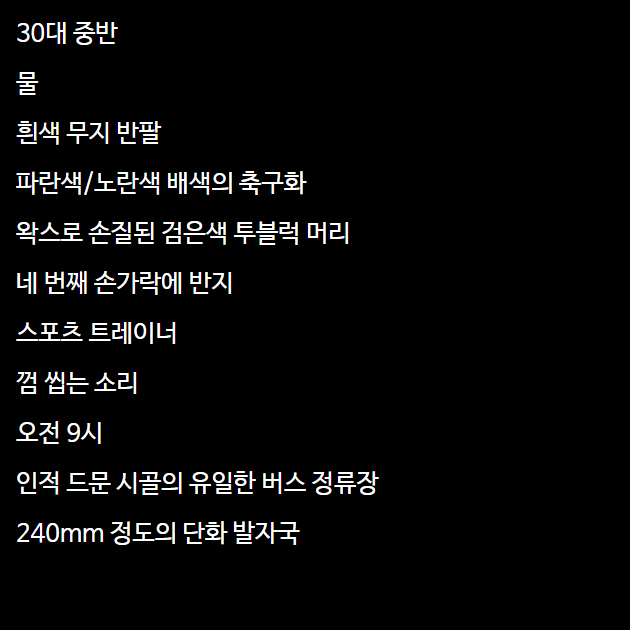 30대 중반
물
흰색 무지 반팔
파란색/노란색 배색의 축구화
왁스로 손질된 검은색 투블럭 머리
네 번째 손가락에 반지
스포츠 트레이너
껌 씹는 소리
오전 9시
인적 드문 시골의 유일한 버스 정류장
240mm 정도의 단화 발자국